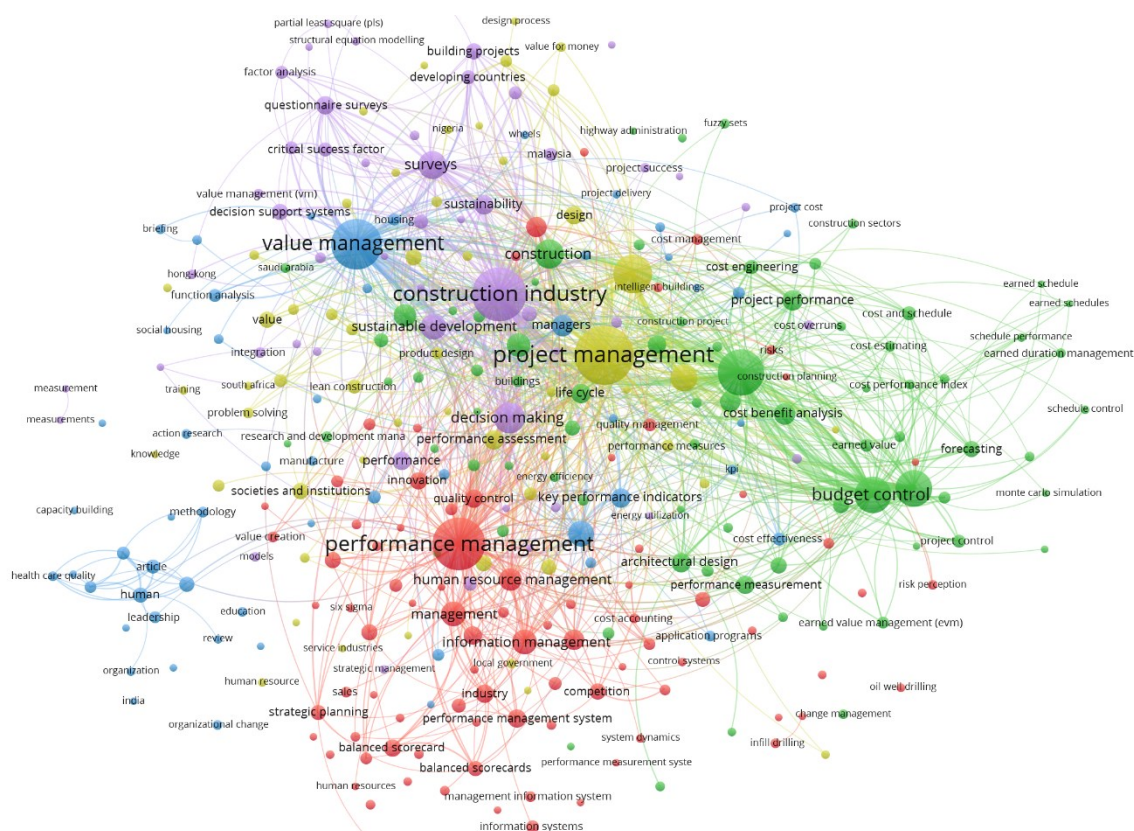 partial least square (pls)
design process
structural equation modelling
building projects
value for money
factor analysis
developing countries
questionnaire surveys
fuzzy sets
nigeria
wheels
highway administration
critical success factor
malaysia
surveys
project success
value management (vm)
project delivery
decision support systems
sustainability
project cost
housing
design
construction sectors
briefing
value management
cost management
construction
saudi arabia
cost engineering
hong-kong
earned schedule
function analysis
intelligent buildings
construction industry
project performance
earned schedules
value
construction project
cost and schedule
social housing
sustainable development
managers
cost overruns
schedule performance
integration
cost estimating
product design
project management
risks
earned duration management
buildings
construction planning
measurement
training
south africa
lean construction
life cycle
cost performance index
measurements
problem solving
decision making
cost benefit analysis
schedule control
quality management
action research
research and development mana
performance assessment
performance measures
earned value
forecasting
knowledge
manufacture
performance
kpi
innovation
energy efficiency
societies and institutions
quality control
key performance indicators
budget control
monte carlo simulation
capacity building
methodology
energy utilization
value creation
cost effectiveness
project control
performance management
models
article
architectural design
health care quality
human resource management
risk perception
human
performance measurement
education
six sigma
management
cost accounting
leadership
earned value management (evm)
review
information management
application programs
service industries
local government
control systems
organization
strategic management
human resource
oil well drilling
sales
industry
competition
india
strategic planning
change management
organizational change
performance management system
system dynamics
infill drilling
balanced scorecard
performance measurement syste
balanced scorecards
human resources
management information system
information systems